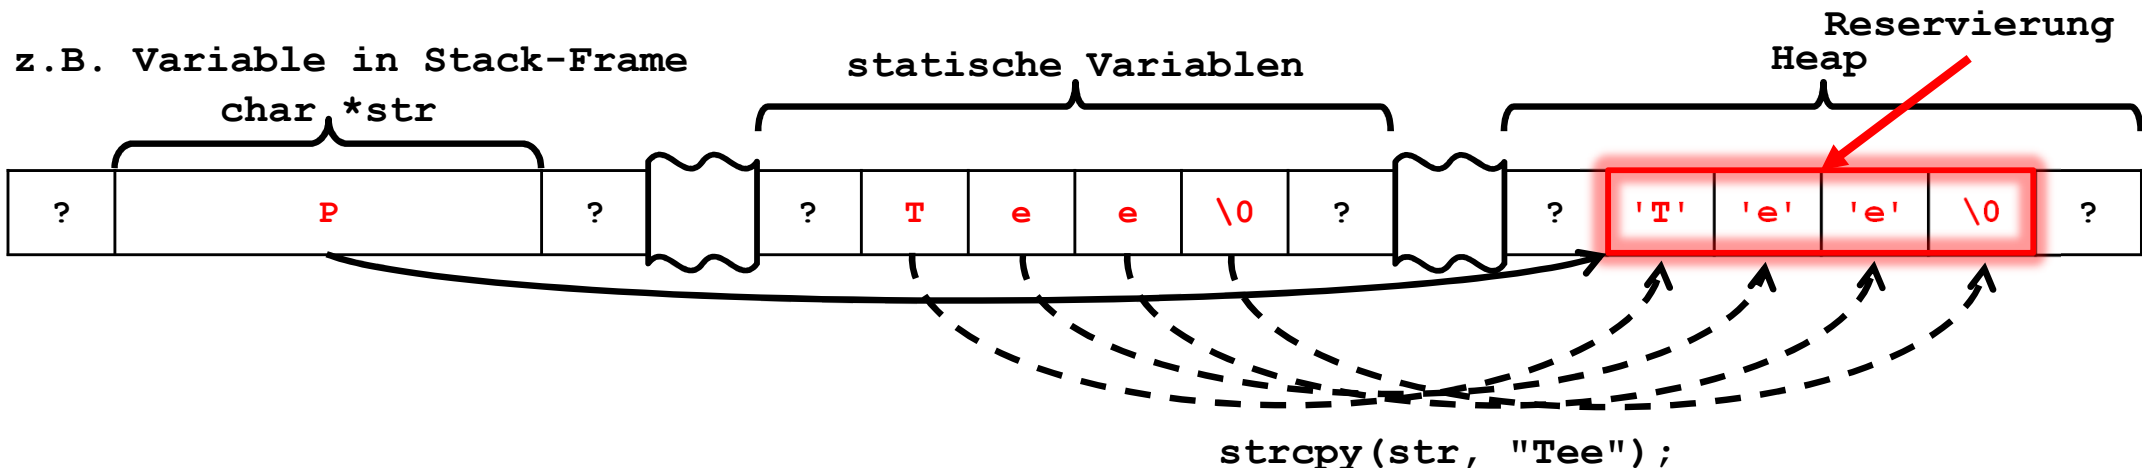 Reservierung
z.B. Variable in Stack-Frame
char *str
statische Variablen
Heap
? P ? ? T e e \0 ? ? 'T' 'e' 'e' \0 ?
strcpy(str, "Tee");